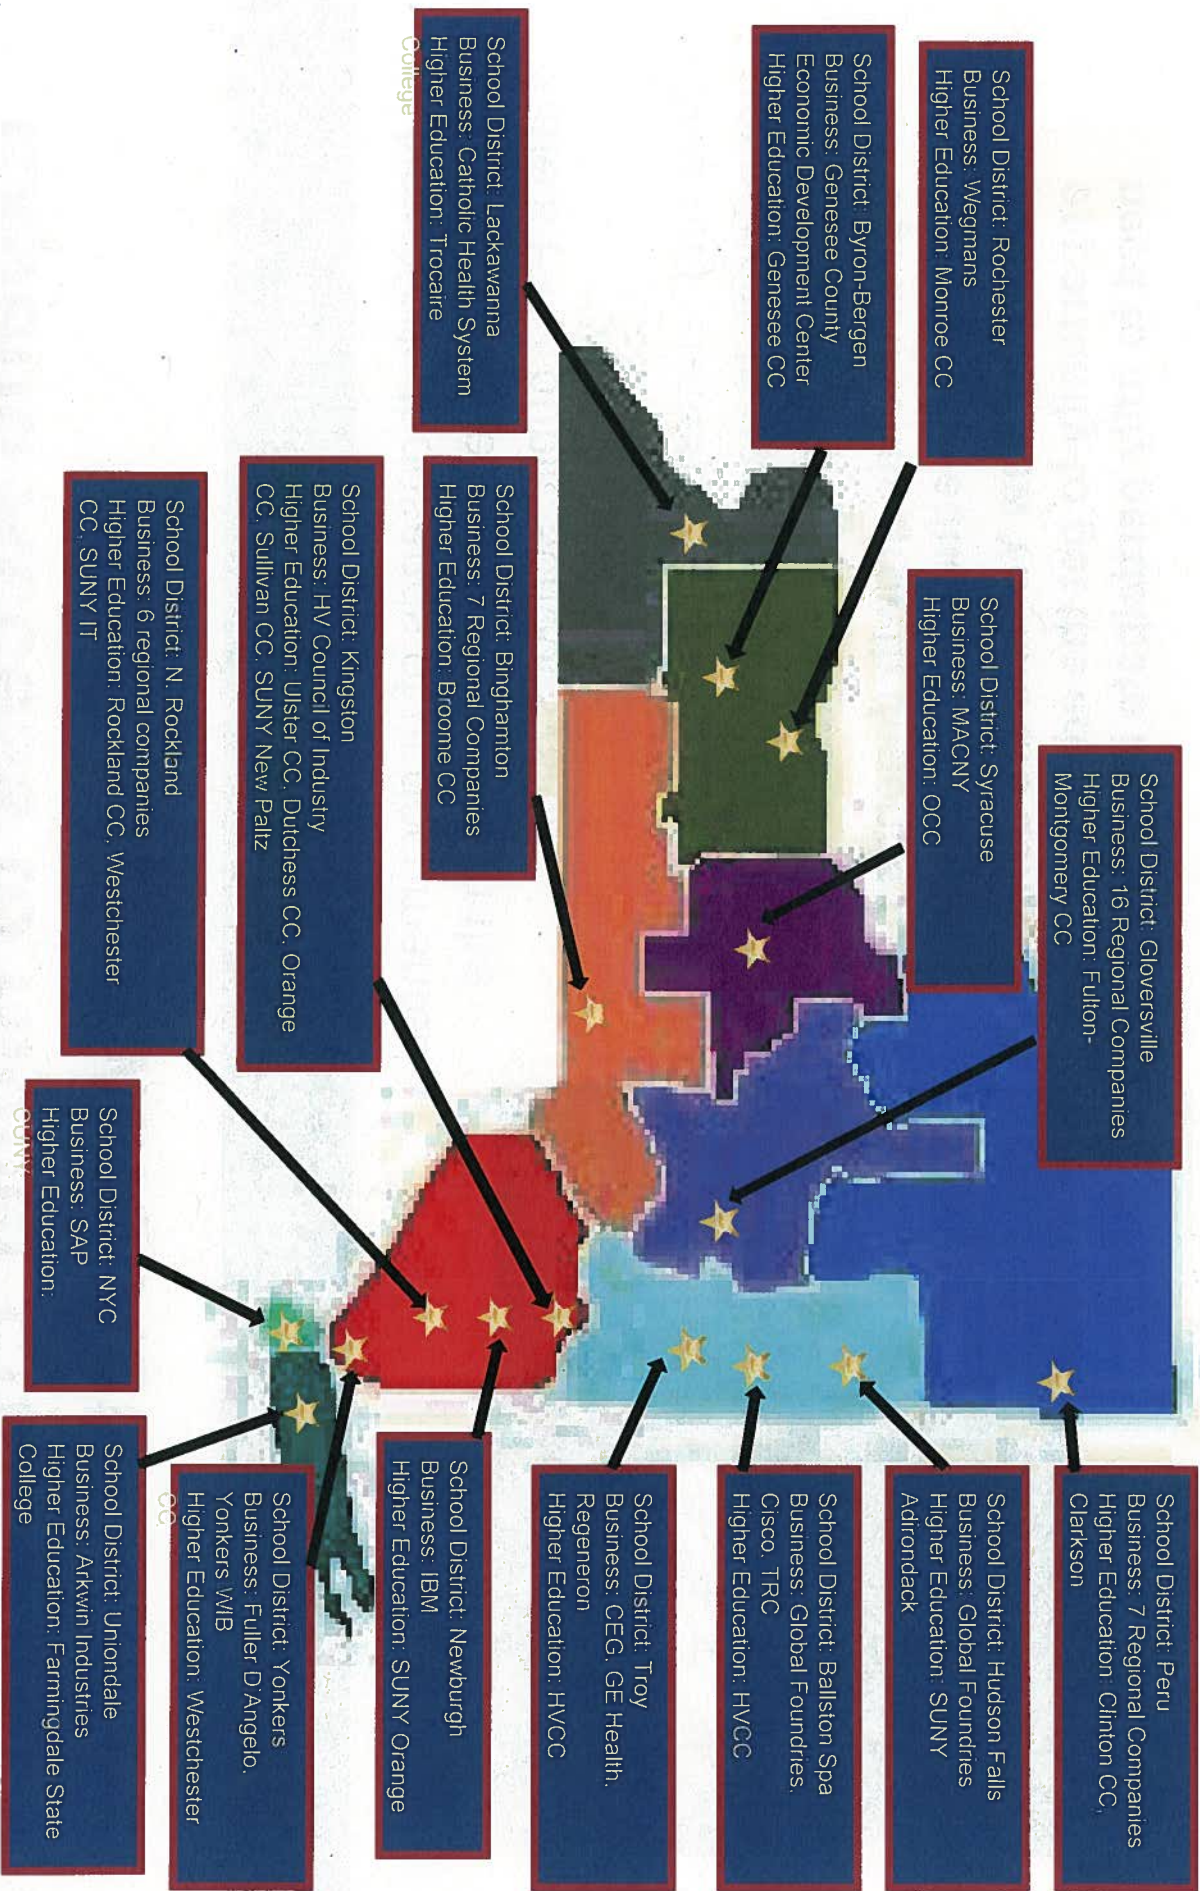 School District: Rochester
Business: Wegmans
Higher Education: Monroe CC
School District: Byron-Bergen
Business: Genesee County
Economic Development Center
Higher Education: Genesee CC
School District: Lackawanna
Business: Catholic Health System
Higher Education: Trocaire
College
School District: Syracuse
Business: MACNY
Higher Education: OCC
School District: Gloversville
Business: 16 Regional Companies
Higher Education: Fulton-
Montgomery CC
School District: Binghamton
Business: 7 Regional Companies
Higher Education: Broome CC
School District: Kingston
Business: HV Council of Industry
Higher Education: Ulster CC, Dutchess CC, Orange
CC, Sullivan CC, SUNY New Paltz
School District: N. Rockland
Business: 6 regional companies
Higher Education: Rockland CC, Westchester
CC, SUNY IT
School District: NYC
Business: SAP
Higher Education:
CUNY
School District: Peru
Business: 7 Regional Companies
Higher Education: Clinton CC,
Clarkson
School District: Hudson Falls
Business: Global Foundries
Higher Education: SUNY
Adirondack
School District: Ballston Spa
Business: Global Foundries,
Cisco, TRC
Higher Education: HVCC
School District: Troy
Business: CEG, GE Health,
Regeneron
Higher Education: HVCC
School District: Newburgh
Business: IBM
Higher Education: SUNY Orange
School District: Yonkers
Business: Fuller D'Angelo,
Yonkers WIB
Higher Education: Westchester
CC
School District: Uniondale
Business: Arkwin Industries
Higher Education: Farmingdale State
College